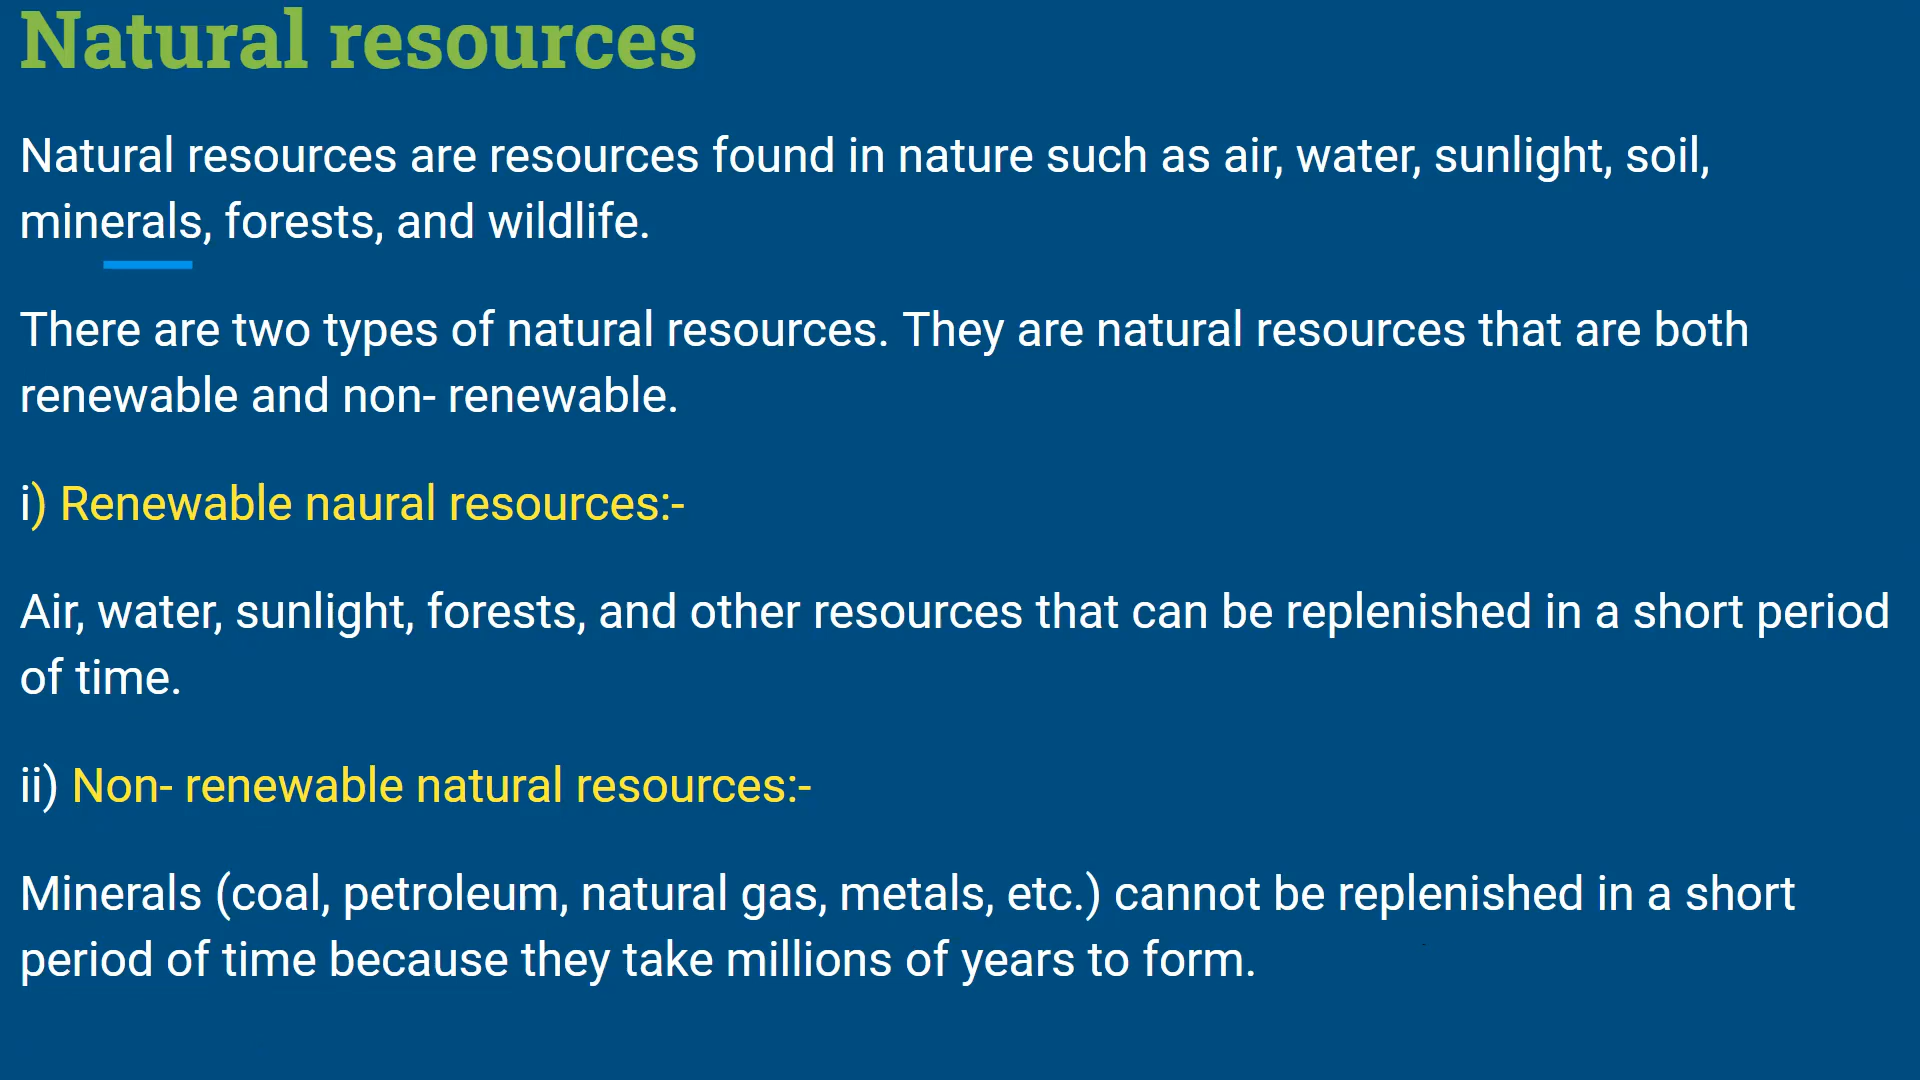 Natural resources
Natural resources are resources found in nature such as air, water, sunlight, soil,
minerals, forests, and wildlife.
There are two types of natural resources. They are natural resources that are both
renewable and non- renewable.
i) Renewable naural resources:-
Air, water, sunlight, forests, and other resources that can be replenished in a short period
of time.
ii) Non- renewable natural resources:-
Minerals (coal, petroleum, natural gas, metals, etc.) cannot be replenished in a short
period of time because they take millions of years to form.